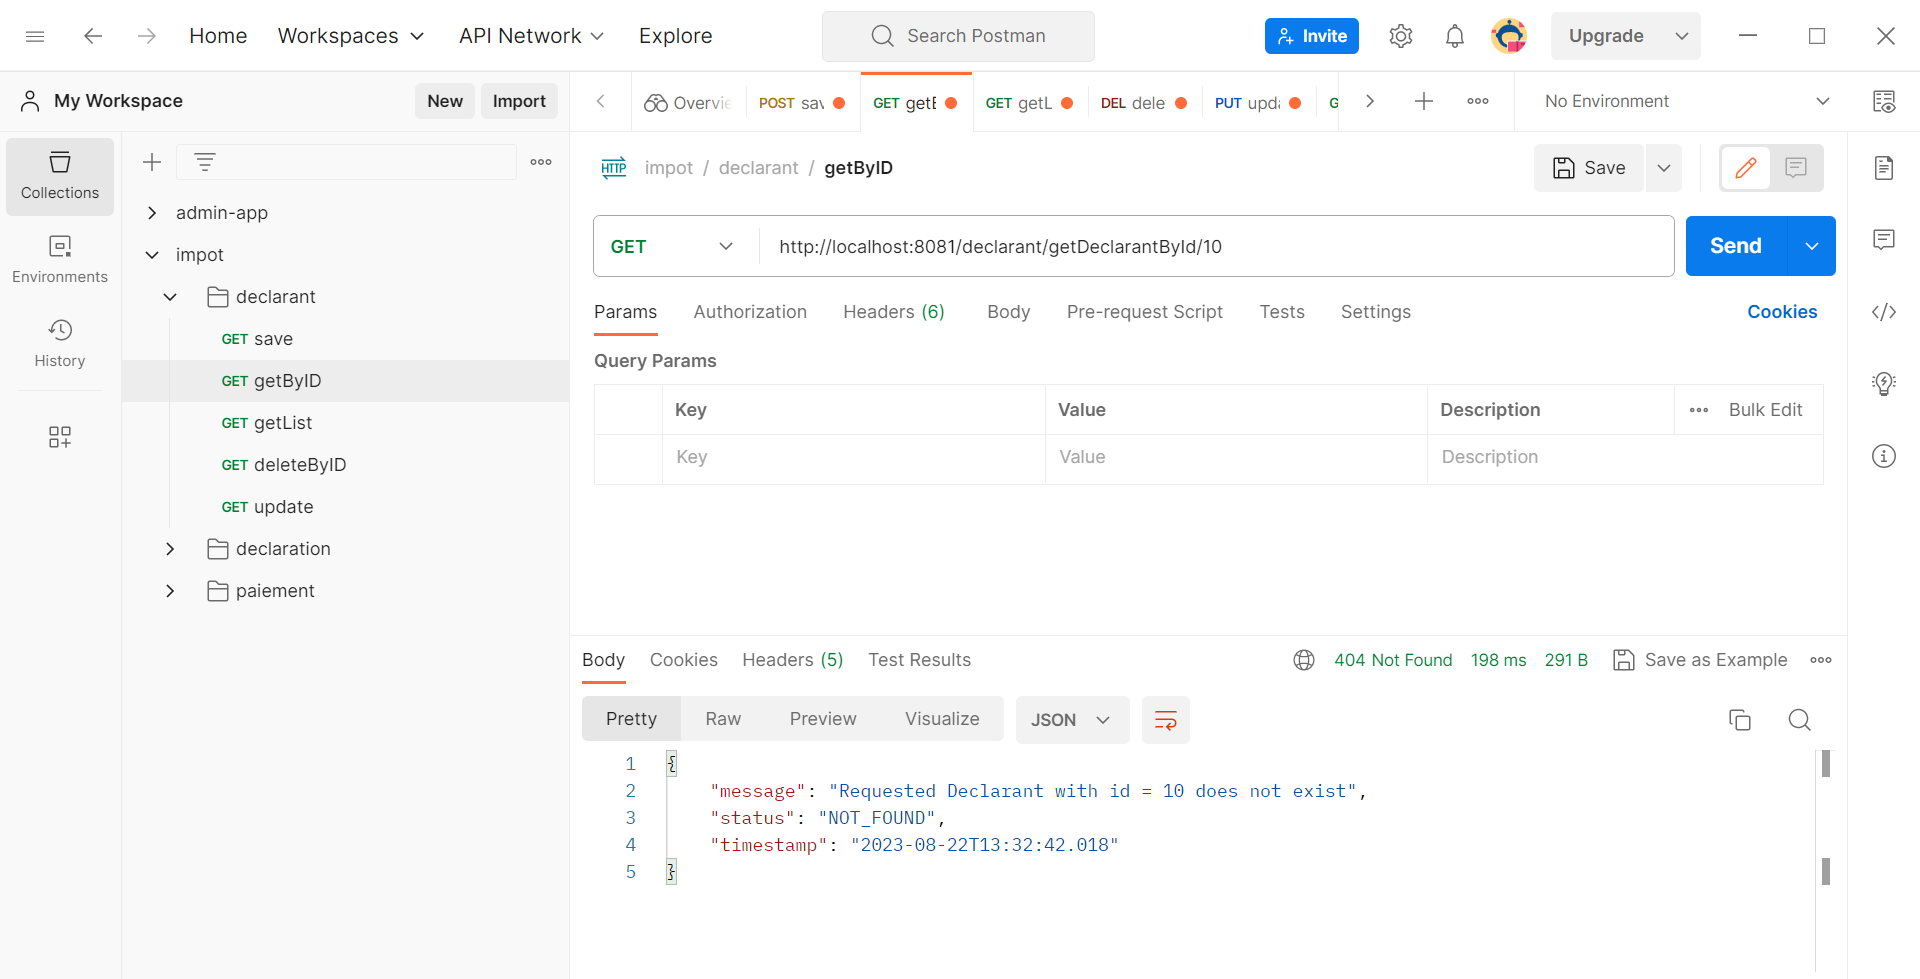 Home Workspaces API Network Explore Search Postman Invite Upgrade
My Workspace New Import Overvie POST sav GET getE GET getL DEL dele PUT upda G No Environment
Collections
Environments
History
admin-app
impot
declarant
GET save
GET getByID
GET getList
GET deleteByID
GET update
declaration
paiement
HTTP impot / declarant / getByID Save
GET http://localhost:8081/declarant/getDeclarantById/10 Send
Params Authorization Headers (6) Body Pre-request Script Tests Settings Cookies
Query Params
Key Value Description Bulk Edit
Key Value Description
Body Cookies Headers (5) Test Results 404 Not Found 198 ms 291 B Save as Example
Pretty Raw Preview Visualize JSON
1 {
2 "message": "Requested Declarant with id = 10 does not exist",
3 "status": "NOT_FOUND",
4 "timestamp": "2023-08-22T13:32:42.018"
5 }